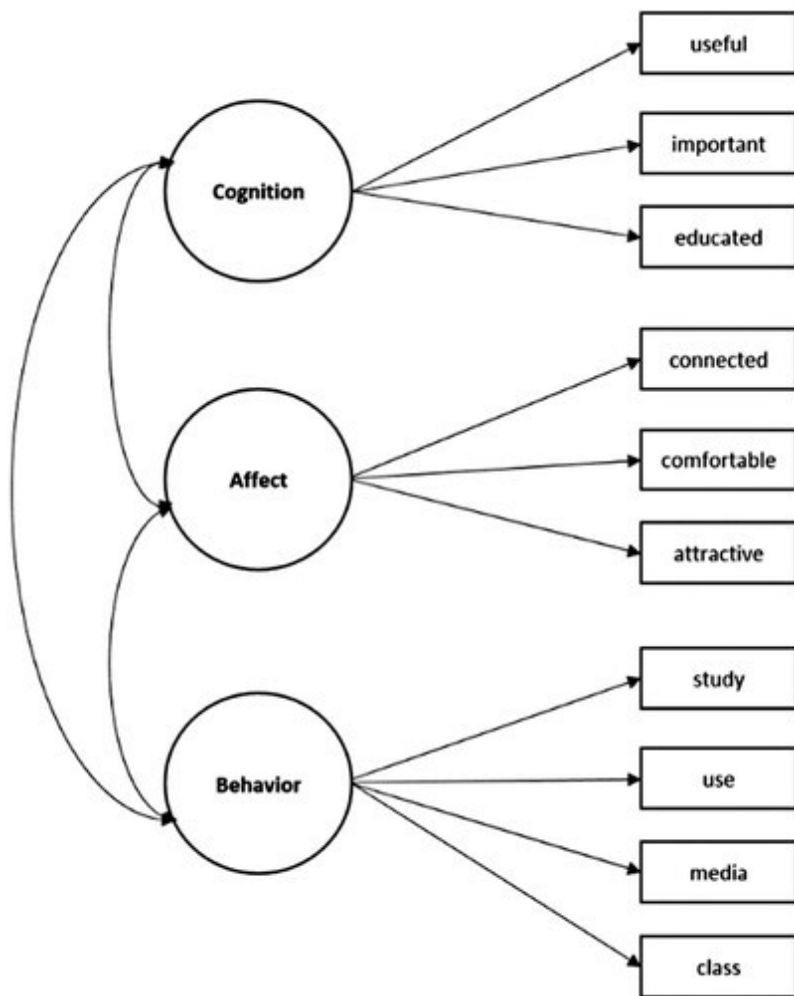 useful
important
Cognition
educated
connected
comfortable
Affect
attractive
study
use
Behavior
media
class